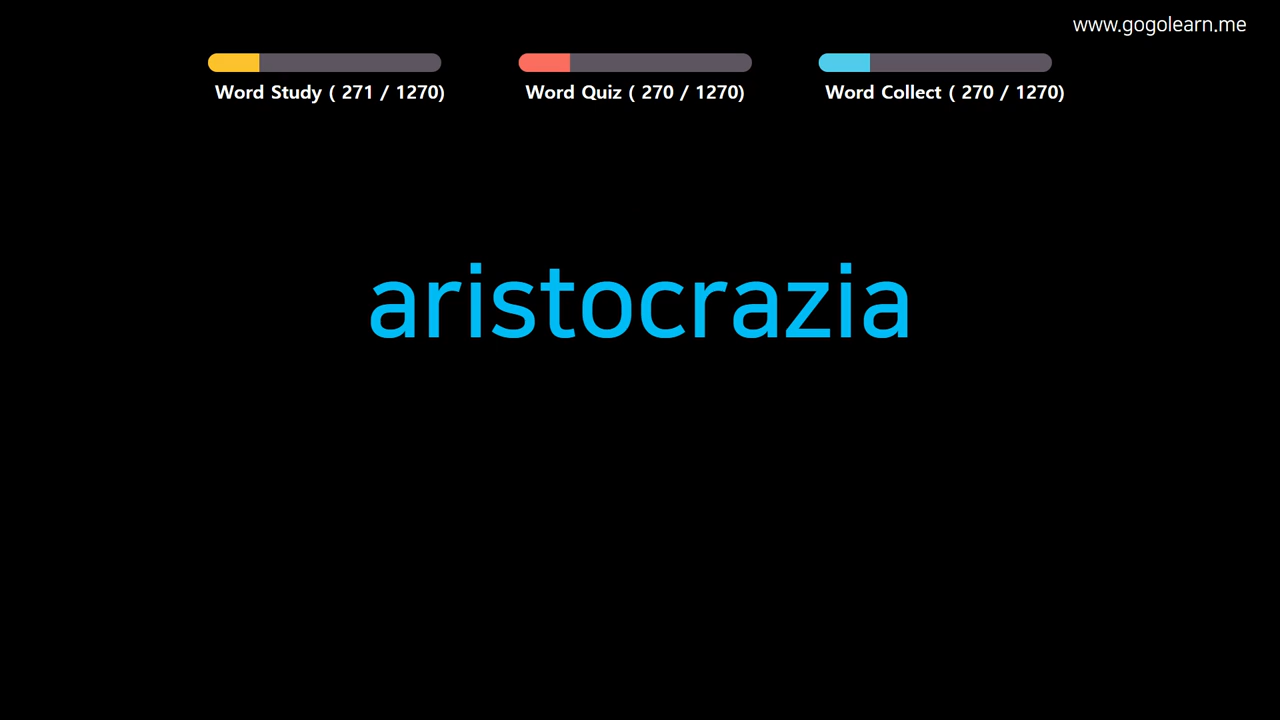 www.gogolearn.me
Word Study ( 271 / 1270)
Word Quiz ( 270 / 1270)
Word Collect ( 270 / 1270)
aristocrazia